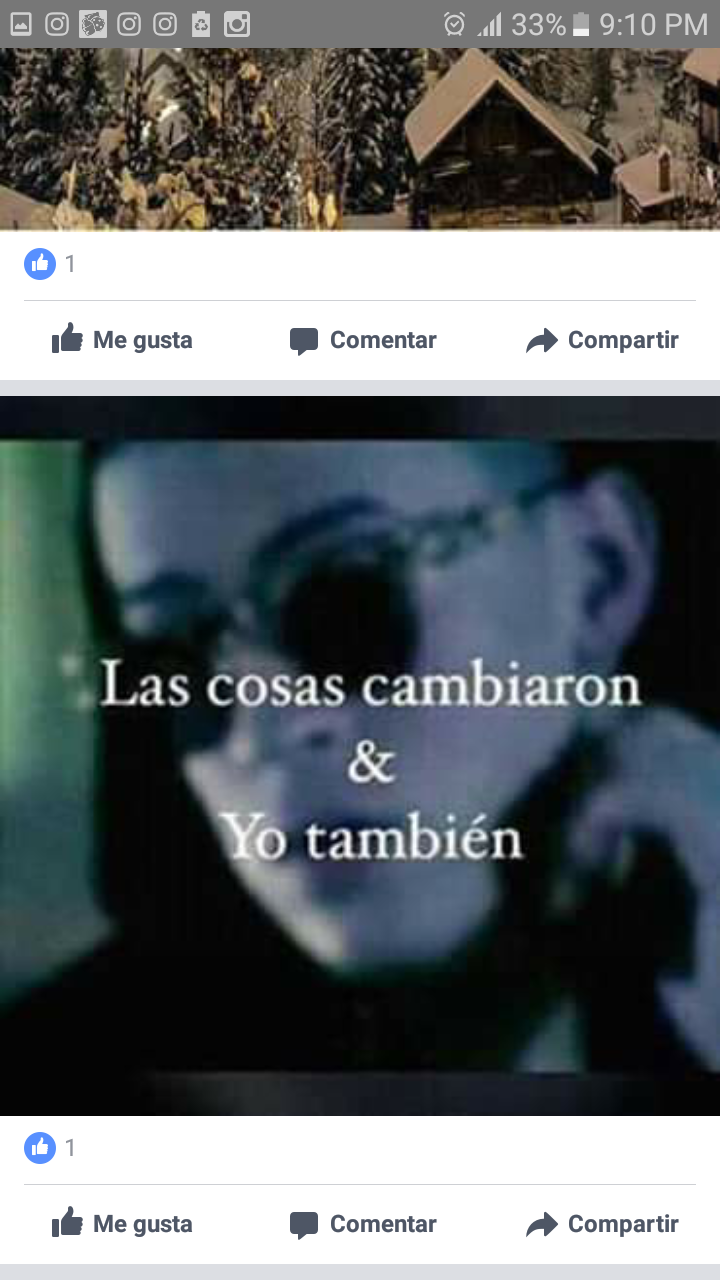 33% 9:10 PM
1
Me gusta Comentar Compartir
Las cosas cambiaron
&
Yo también
1
Me gusta Comentar Compartir